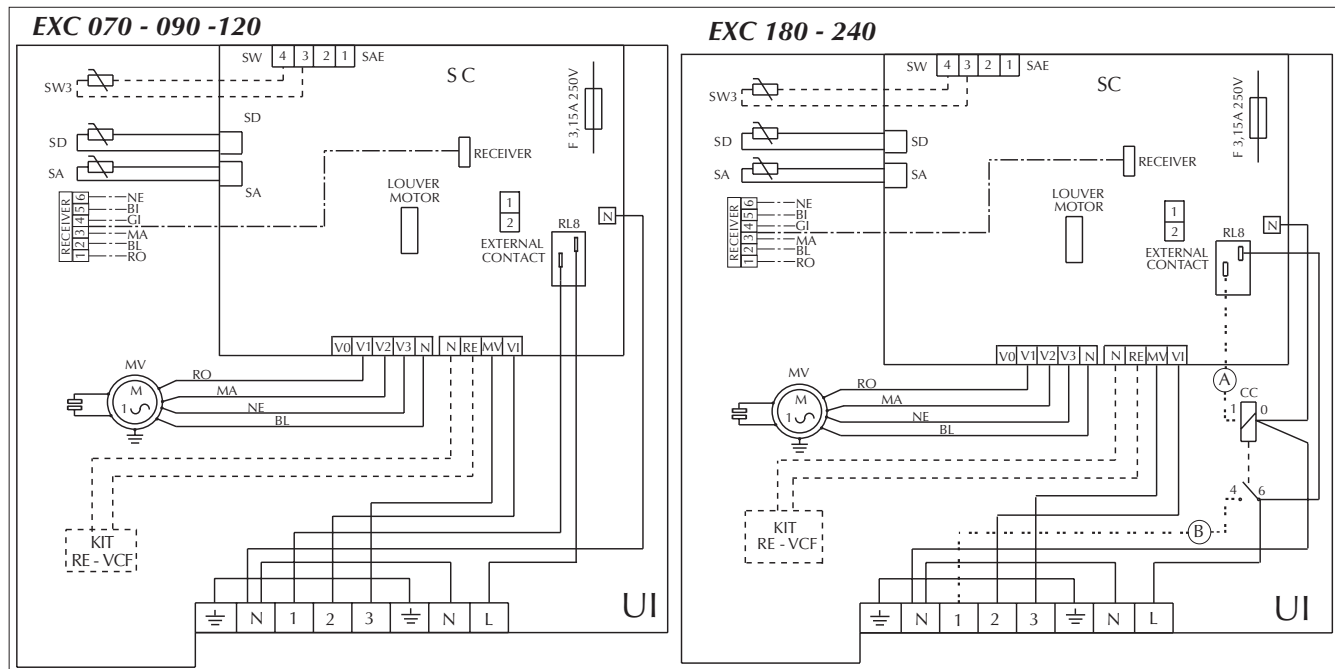 EXC 070 - 090 -120
SW 4 3 2 1 SAE
SC
SW3
F 3,15A 250V
SD
SD
RECEIVER
SA
SA
LOUVER
MOTOR
RECEIVER
6 NE
5 BI
4 GI
3 MA
2 BL
1 RO
1
2
EXTERNAL
CONTACT
RL8
N
V0 V1 V2 V3 N N RE MV VI
MV
M
1
RO
MA
NE
BL
KIT
RE - VCF
N 1 2 3 N L
UI
EXC 180 - 240
SW 4 3 2 1 SAE
SC
SW3
F 3,15A 250V
SD
SD
RECEIVER
SA
SA
LOUVER
MOTOR
RECEIVER
6 NE
5 BI
4 GI
3 MA
2 BL
1 RO
1
2
EXTERNAL
CONTACT
RL8
N
V0 V1 V2 V3 N N RE MV VI
A
CC
1 0
MV
M
1
RO
MA
NE
BL
4 6
B
KIT
RE - VCF
N 1 2 3 N L
UI